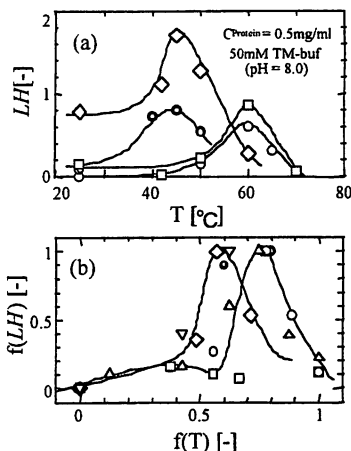 (a)
C^Protein = 0.5mg/ml
50mM TM-buf
(pH = 8.0)
LH[-]
2
1
0
20
40
60
80
T [°C]
(b)
f(LH) [-]
1
0.5
0
0
0.5
1
f(T) [-]